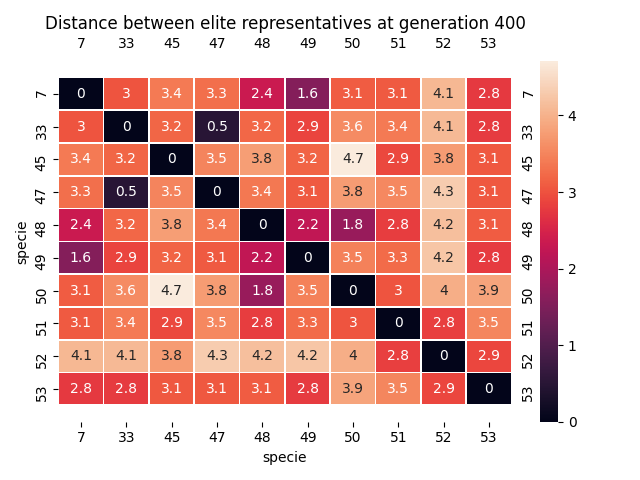 Distance between elite representatives at generation 400
7 33 45 47 48 49 50 51 52 53
7 0 3 3.4 3.3 2.4 1.6 3.1 3.1 4.1 2.8 7
33 3 0 3.2 0.5 3.2 2.9 3.6 3.4 4.1 2.8 33
45 3.4 3.2 0 3.5 3.8 3.2 4.7 2.9 3.8 3.1 45
47 3.3 0.5 3.5 0 3.4 3.1 3.8 3.5 4.3 3.1 47
48 2.4 3.2 3.8 3.4 0 2.2 1.8 2.8 4.2 3.1 48
49 1.6 2.9 3.2 3.1 2.2 0 3.5 3.3 4.2 2.8 49
50 3.1 3.6 4.7 3.8 1.8 3.5 0 3 4 3.9 50
51 3.1 3.4 2.9 3.5 2.8 3.3 3 0 2.8 3.5 51
52 4.1 4.1 3.8 4.3 4.2 4.2 4 2.8 0 2.9 52
53 2.8 2.8 3.1 3.1 3.1 2.8 3.9 3.5 2.9 0 53
7 33 45 47 48 49 50 51 52 53
specie
specie
4
3
2
1
0